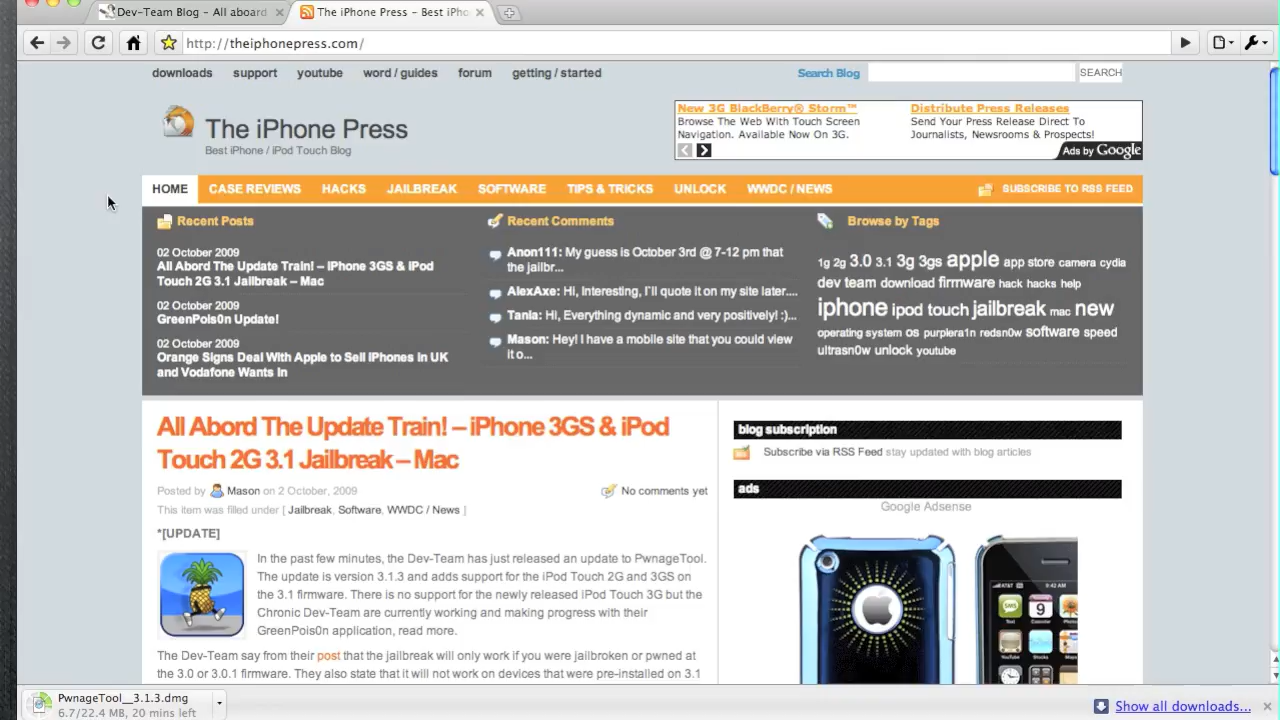 Dev-Team Blog - All aboard
The iPhone Press – Best iPho
http://theiphonepress.com/
downloads support youtube word / guides forum getting / started
Search Blog SEARCH
The iPhone Press
Best iPhone / iPod Touch Blog
New 3G BlackBerry® Storm™
Browse The Web With Touch Screen
Navigation. Available Now On 3G.
Distribute Press Releases
Send Your Press Release Direct To
Journalists, Newsrooms & Prospects!
Ads by Google
HOME CASE REVIEWS HACKS JAILBREAK SOFTWARE TIPS & TRICKS UNLOCK WWDC / NEWS SUBSCRIBE TO RSS FEED
Recent Posts
02 October 2009
All Abord The Update Train! – iPhone 3GS & iPod
Touch 2G 3.1 Jailbreak – Mac
02 October 2009
GreenPois0n Update!
02 October 2009
Orange Signs Deal With Apple to Sell iPhones in UK
and Vodafone Wants In
Recent Comments
Anon111: My guess is October 3rd @ 7-12 pm that
the jailbr...
AlexAxe: Hi, Interesting, I`ll quote it on my site later....
Tania: Hi, Everything dynamic and very positively! :)...
Mason: Hey! I have a mobile site that you could view
it o...
Browse by Tags
1g 2g 3.0 3.1 3g 3gs apple app store camera cydia
dev team download firmware hack hacks help
iphone ipod touch jailbreak mac new
operating system os purplera1n redsn0w software speed
ultrasn0w unlock youtube
All Abord The Update Train! – iPhone 3GS & iPod
Touch 2G 3.1 Jailbreak – Mac
Posted by Mason on 2 October, 2009 No comments yet
This item was filled under [ Jailbreak, Software, WWDC / News ]
*[UPDATE]
In the past few minutes, the Dev-Team has just released an update to PwnageTool.
The update is version 3.1.3 and adds support for the iPod Touch 2G and 3GS on
the 3.1 firmware. There is no support for the newly released iPod Touch 3G but the
Chronic Dev-Team are currently working and making progress with their
GreenPois0n application, read more.
The Dev-Team say from their post that the jailbreak will only work if you were jailbroken or pwned at
the 3.0 or 3.0.1 firmware. They also state that it will not work on devices that were pre-installed on 3.1
blog subscription
Subscribe via RSS Feed stay updated with blog articles
ads
Google Adsense
AT&T 9:42 AM
9
PwnageTool__3.1.3.dmg
6.7/22.4 MB, 20 mins left
Show all downloads...